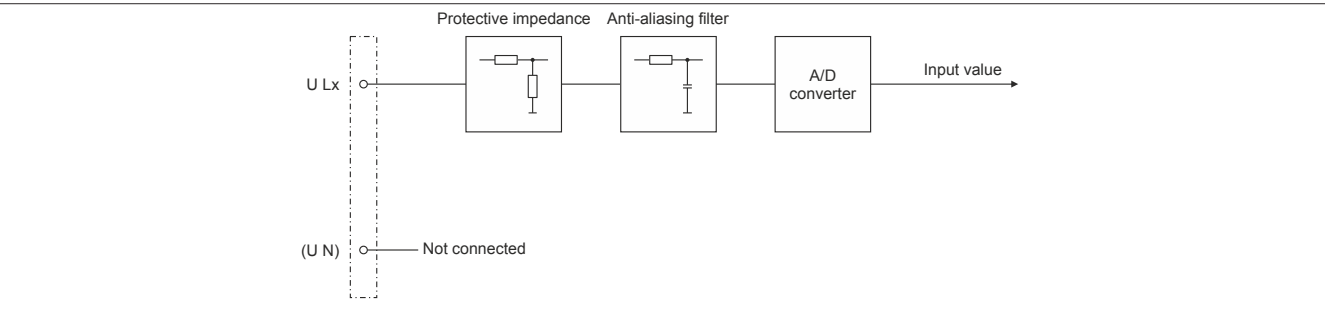 Protective impedance
Anti-aliasing filter
U Lx
A/D
converter
Input value
(U N)
Not connected